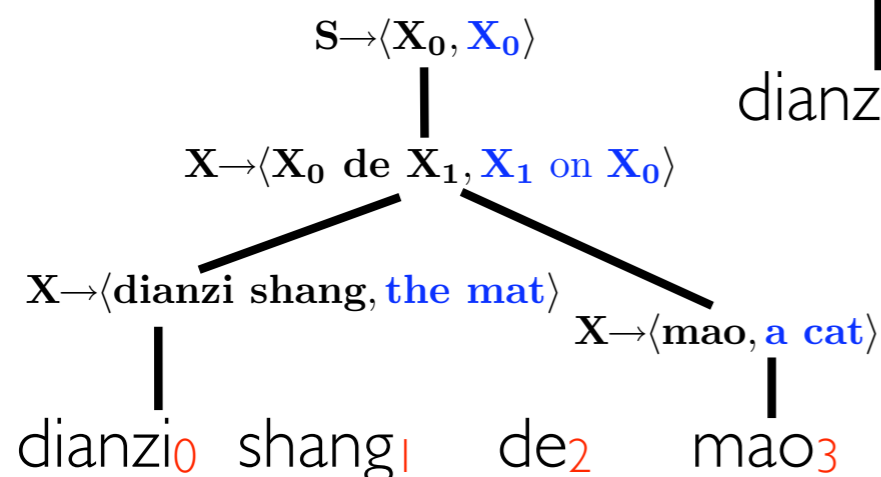 S→⟨X₀, X₀⟩
dianz
X→⟨X₀ de X₁, X₁ on X₀⟩
X→⟨dianzi shang, the mat⟩
X→⟨mao, a cat⟩
dianzi₀ shang₁ de₂ mao₃